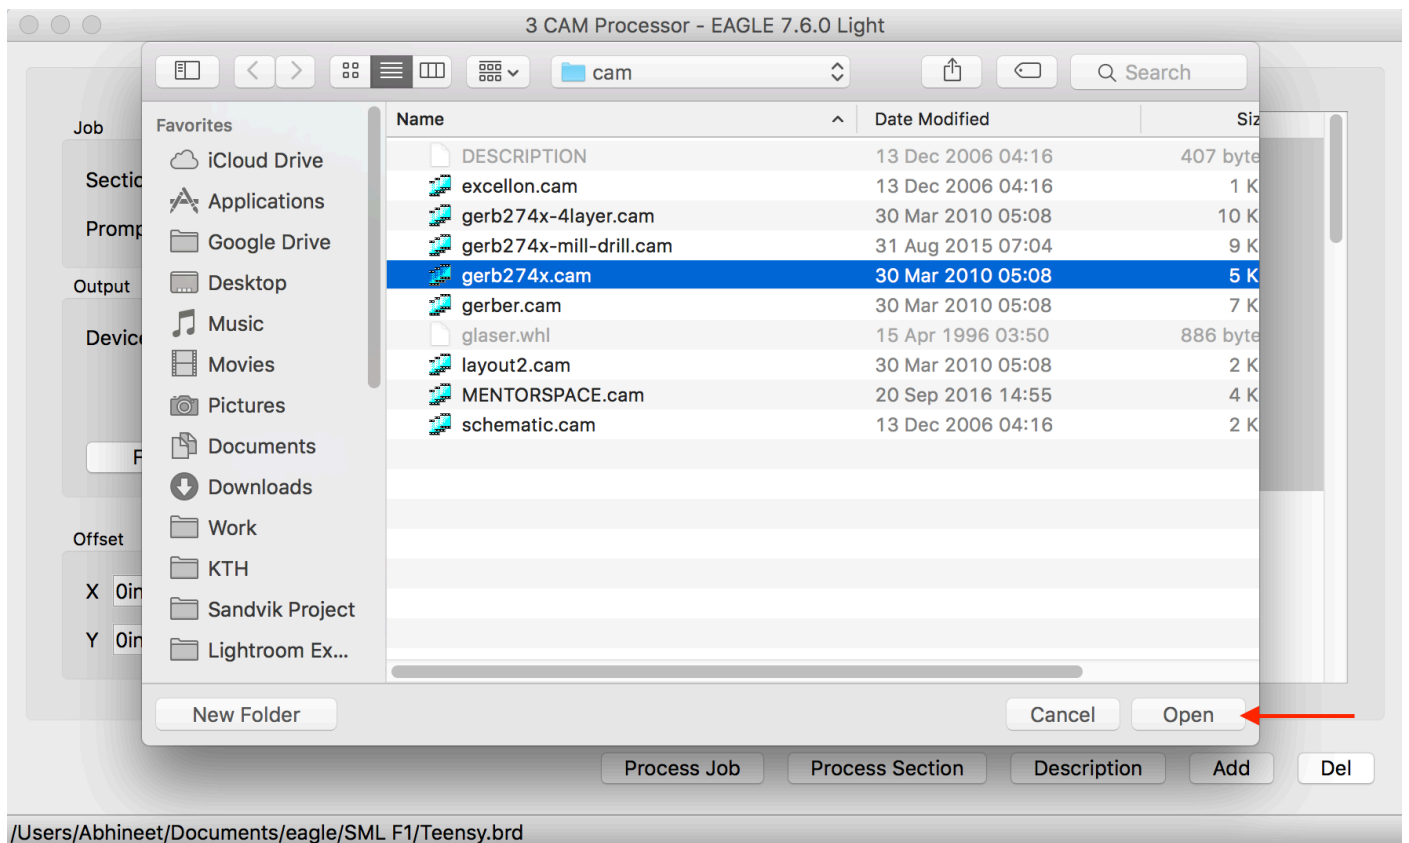 3 CAM Processor - EAGLE 7.6.0 Light
cam
Search
Job
Favorites
Name
Date Modified
Siz
iCloud Drive
DESCRIPTION
13 Dec 2006 04:16
407 byte
Sectio
excellon.cam
13 Dec 2006 04:16
1 K
Applications
gerb274x-4layer.cam
30 Mar 2010 05:08
10 K
Promp
Google Drive
gerb274x-mill-drill.cam
31 Aug 2015 07:04
9 K
Output
Desktop
gerb274x.cam
30 Mar 2010 05:08
5 K
gerber.cam
30 Mar 2010 05:08
7 K
Music
Device
glaser.whl
15 Apr 1996 03:50
886 byte
Movies
layout2.cam
30 Mar 2010 05:08
2 K
Pictures
MENTORSPACE.cam
20 Sep 2016 14:55
4 K
schematic.cam
13 Dec 2006 04:16
2 K
Documents
F
Downloads
Work
Offset
KTH
X 0in
Sandvik Project
Y 0in
Lightroom Ex...
New Folder
Cancel
Open
Process Job
Process Section
Description
Add
Del
/Users/Abhineet/Documents/eagle/SML F1/Teensy.brd